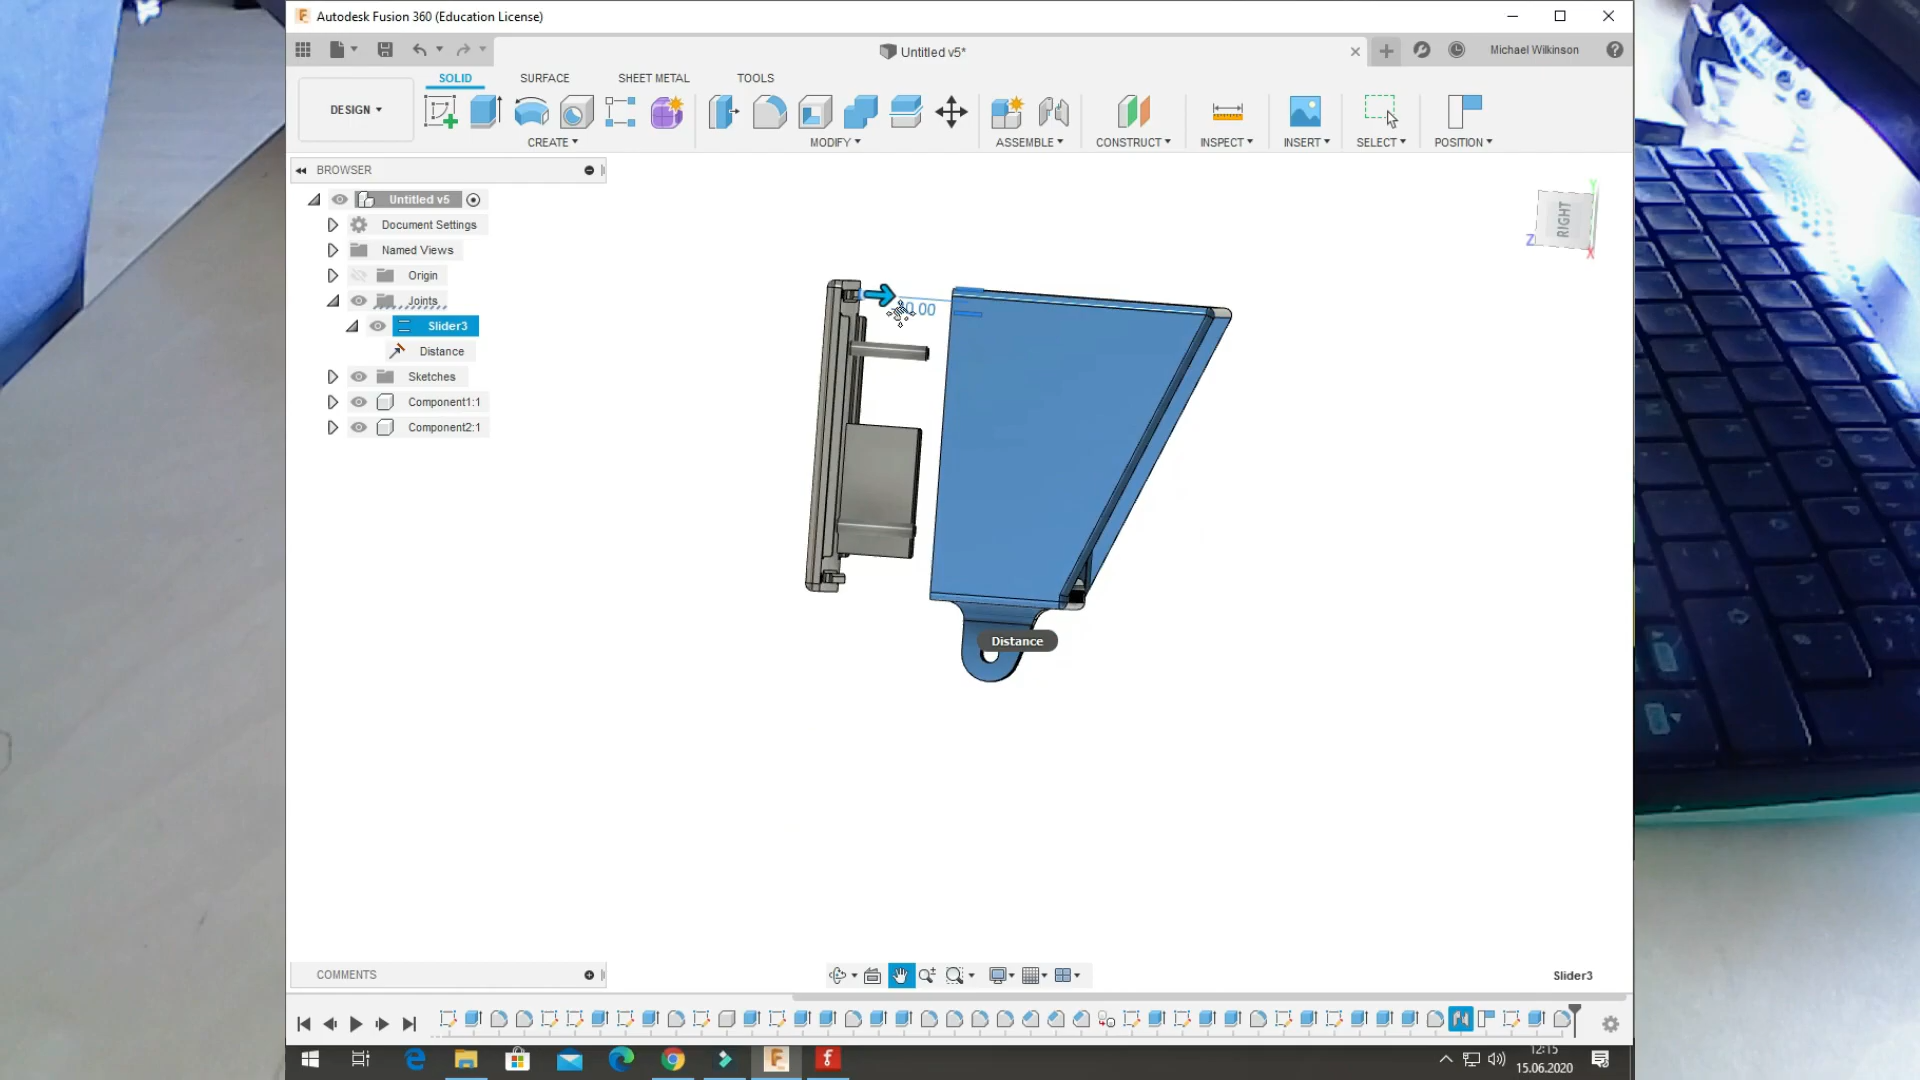 Autodesk Fusion 360 (Education License)
Untitled v5*
Michael Wilkinson
DESIGN
SOLID
SURFACE
SHEET METAL
TOOLS
CREATE
MODIFY
ASSEMBLE
CONSTRUCT
INSPECT
INSERT
SELECT
POSITION
BROWSER
Untitled v5
Document Settings
Named Views
Origin
Joints
Slider3
Distance
Sketches
Component1:1
Component2:1
RIGHT
Y
Z
X
Distance
COMMENTS
Slider3
12:15
15.06.2020